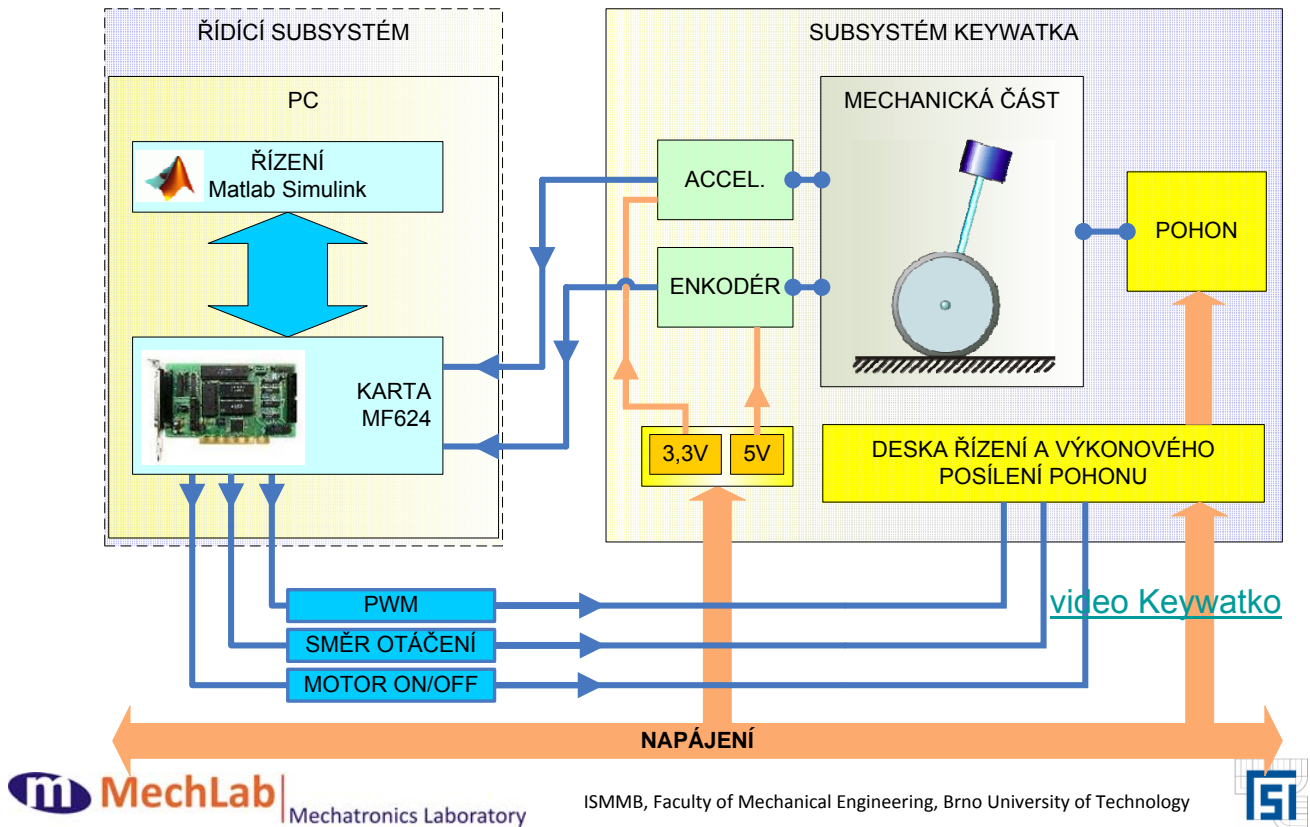 ŘÍDÍCÍ SUBSYSTÉM
PC
ŘÍZENÍ
Matlab Simulink
KARTA
MF624
SUBSYSTÉM KEYWATKA
MECHANICKÁ ČÁST
ACCEL.
ENKODÉR
POHON
3,3V
5V
DESKA ŘÍZENÍ A VÝKONOVÉHO
POSÍLENÍ POHONU
PWM
SMĚR OTÁČENÍ
MOTOR ON/OFF
video Keywatko
NAPÁJENÍ
m MechLab
Mechatronics Laboratory
ISMMB, Faculty of Mechanical Engineering, Brno University of Technology